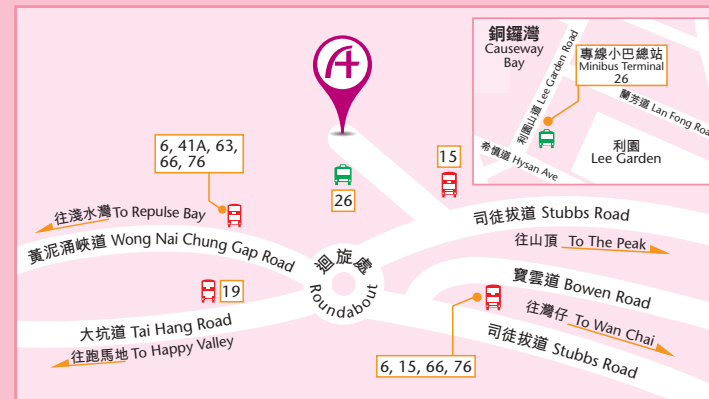 銅鑼灣
Causeway
Bay
利園山道 Lee Garden Road
專線小巴總站
Minibus Terminal
26
蘭芳道 Lan Fong Road
利園
Lee Garden
希慎道 Hysan Ave
6, 41A, 63,
66, 76
26
15
往淺水灣 To Repulse Bay
黃泥涌峽道 Wong Nai Chung Gap Road
司徒拔道 Stubbs Road
往山頂 To The Peak
迴旋處
Roundabout
19
寶雲道 Bowen Road
大坑道 Tai Hang Road
往灣仔 To Wan Chai
往跑馬地 To Happy Valley
司徒拔道 Stubbs Road
6, 15, 66, 76